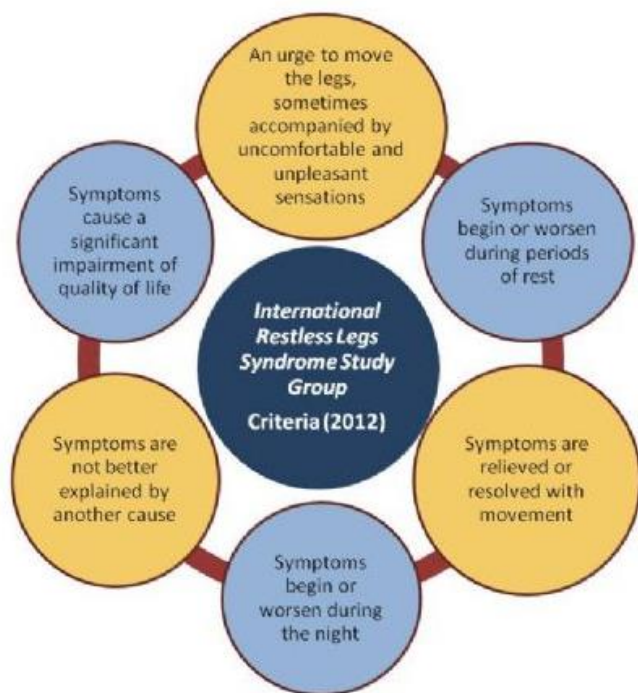 An urge to move
the legs,
sometimes
accompanied by
uncomfortable and
unpleasant
sensations
Symptoms
begin or worsen
during periods
of rest
Symptoms are
relieved or
resolved with
movement
Symptoms
begin or
worsen during
the night
Symptoms are
not better
explained by
another cause
Symptoms
cause a
significant
impairment of
quality of life
International
Restless Legs
Syndrome Study
Group
Criteria (2012)